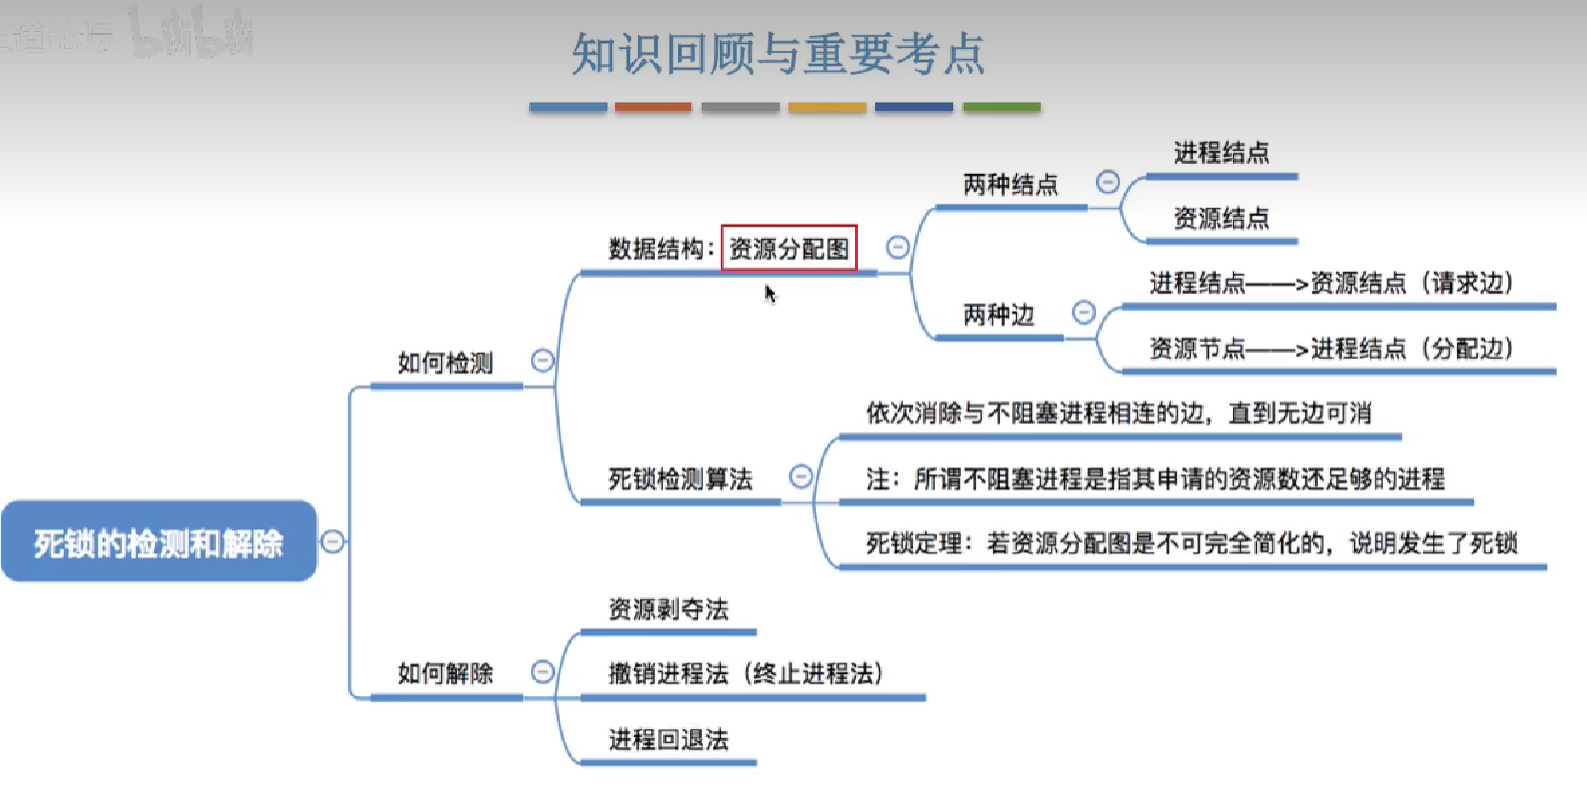 bilibili
知识回顾与重要考点
死锁的检测和解除
如何检测
数据结构：资源分配图
两种结点
进程结点
资源结点
两种边
进程结点——>资源结点（请求边）
资源节点——>进程结点（分配边）
死锁检测算法
依次消除与不阻塞进程相连的边，直到无边可消
注：所谓不阻塞进程是指其申请的资源数还足够的进程
死锁定理：若资源分配图是不可完全简化的，说明发生了死锁
如何解除
资源剥夺法
撤销进程法（终止进程法）
进程回退法